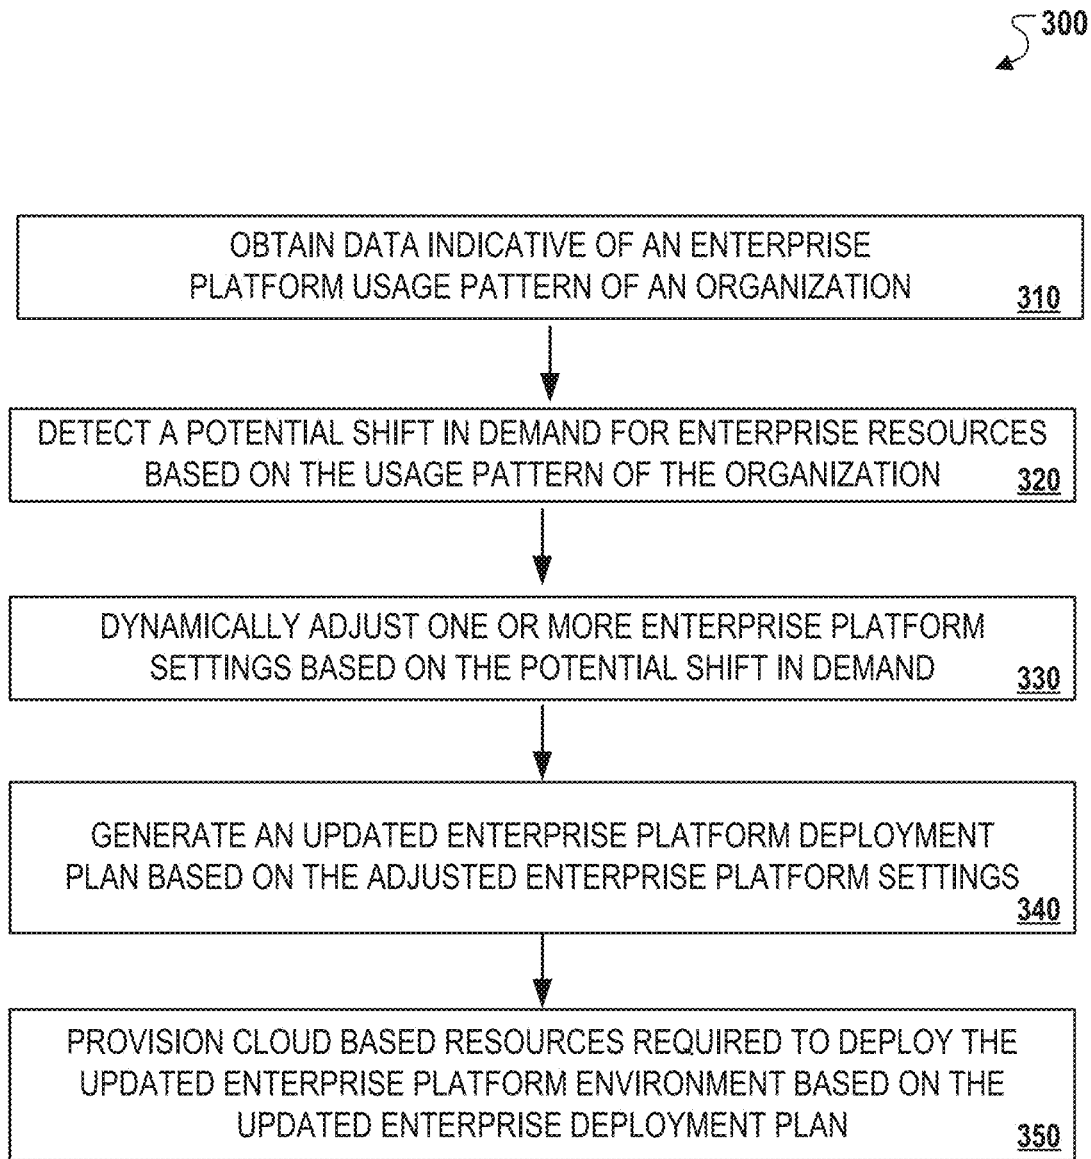 300
OBTAIN DATA INDICATIVE OF AN ENTERPRISE
PLATFORM USAGE PATTERN OF AN ORGANIZATION
310
DETECT A POTENTIAL SHIFT IN DEMAND FOR ENTERPRISE RESOURCES
BASED ON THE USAGE PATTERN OF THE ORGANIZATION
320
DYNAMICALLY ADJUST ONE OR MORE ENTERPRISE PLATFORM
SETTINGS BASED ON THE POTENTIAL SHIFT IN DEMAND
330
GENERATE AN UPDATED ENTERPRISE PLATFORM DEPLOYMENT
PLAN BASED ON THE ADJUSTED ENTERPRISE PLATFORM SETTINGS
340
PROVISION CLOUD BASED RESOURCES REQUIRED TO DEPLOY THE
UPDATED ENTERPRISE PLATFORM ENVIRONMENT BASED ON THE
UPDATED ENTERPRISE DEPLOYMENT PLAN
350